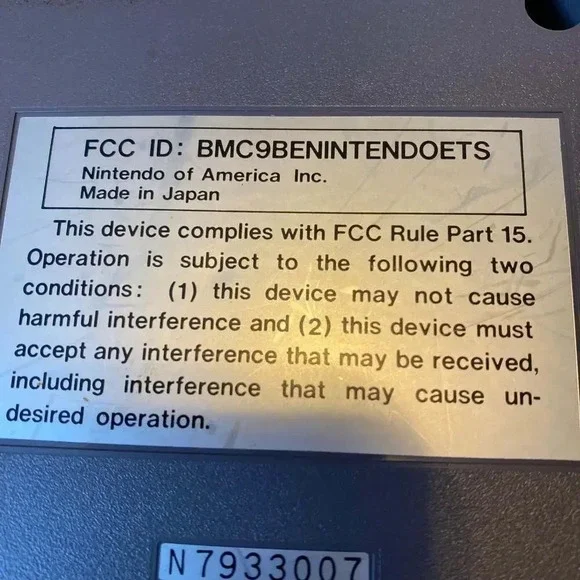 FCC ID: BMC9BENINTENDOETS
Nintendo of America Inc.
Made in Japan
This device complies with FCC Rule Part 15.
Operation is subject to the following two
conditions: (1) this device may not cause
harmful interference and (2) this device must
accept any interference that may be received,
including interference that may cause un-
desired operation.
N7933007